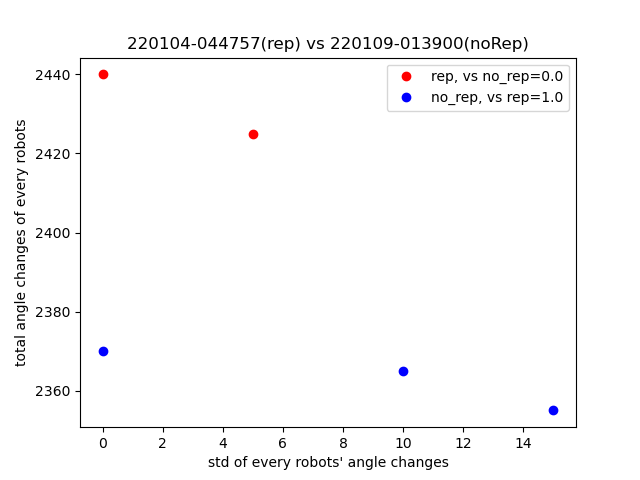 220104-044757(rep) vs 220109-013900(noRep)
rep, vs no_rep=0.0
no_rep, vs rep=1.0
total angle changes of every robots
2440
2420
2400
2380
2360
0 2 4 6 8 10 12 14
std of every robots' angle changes